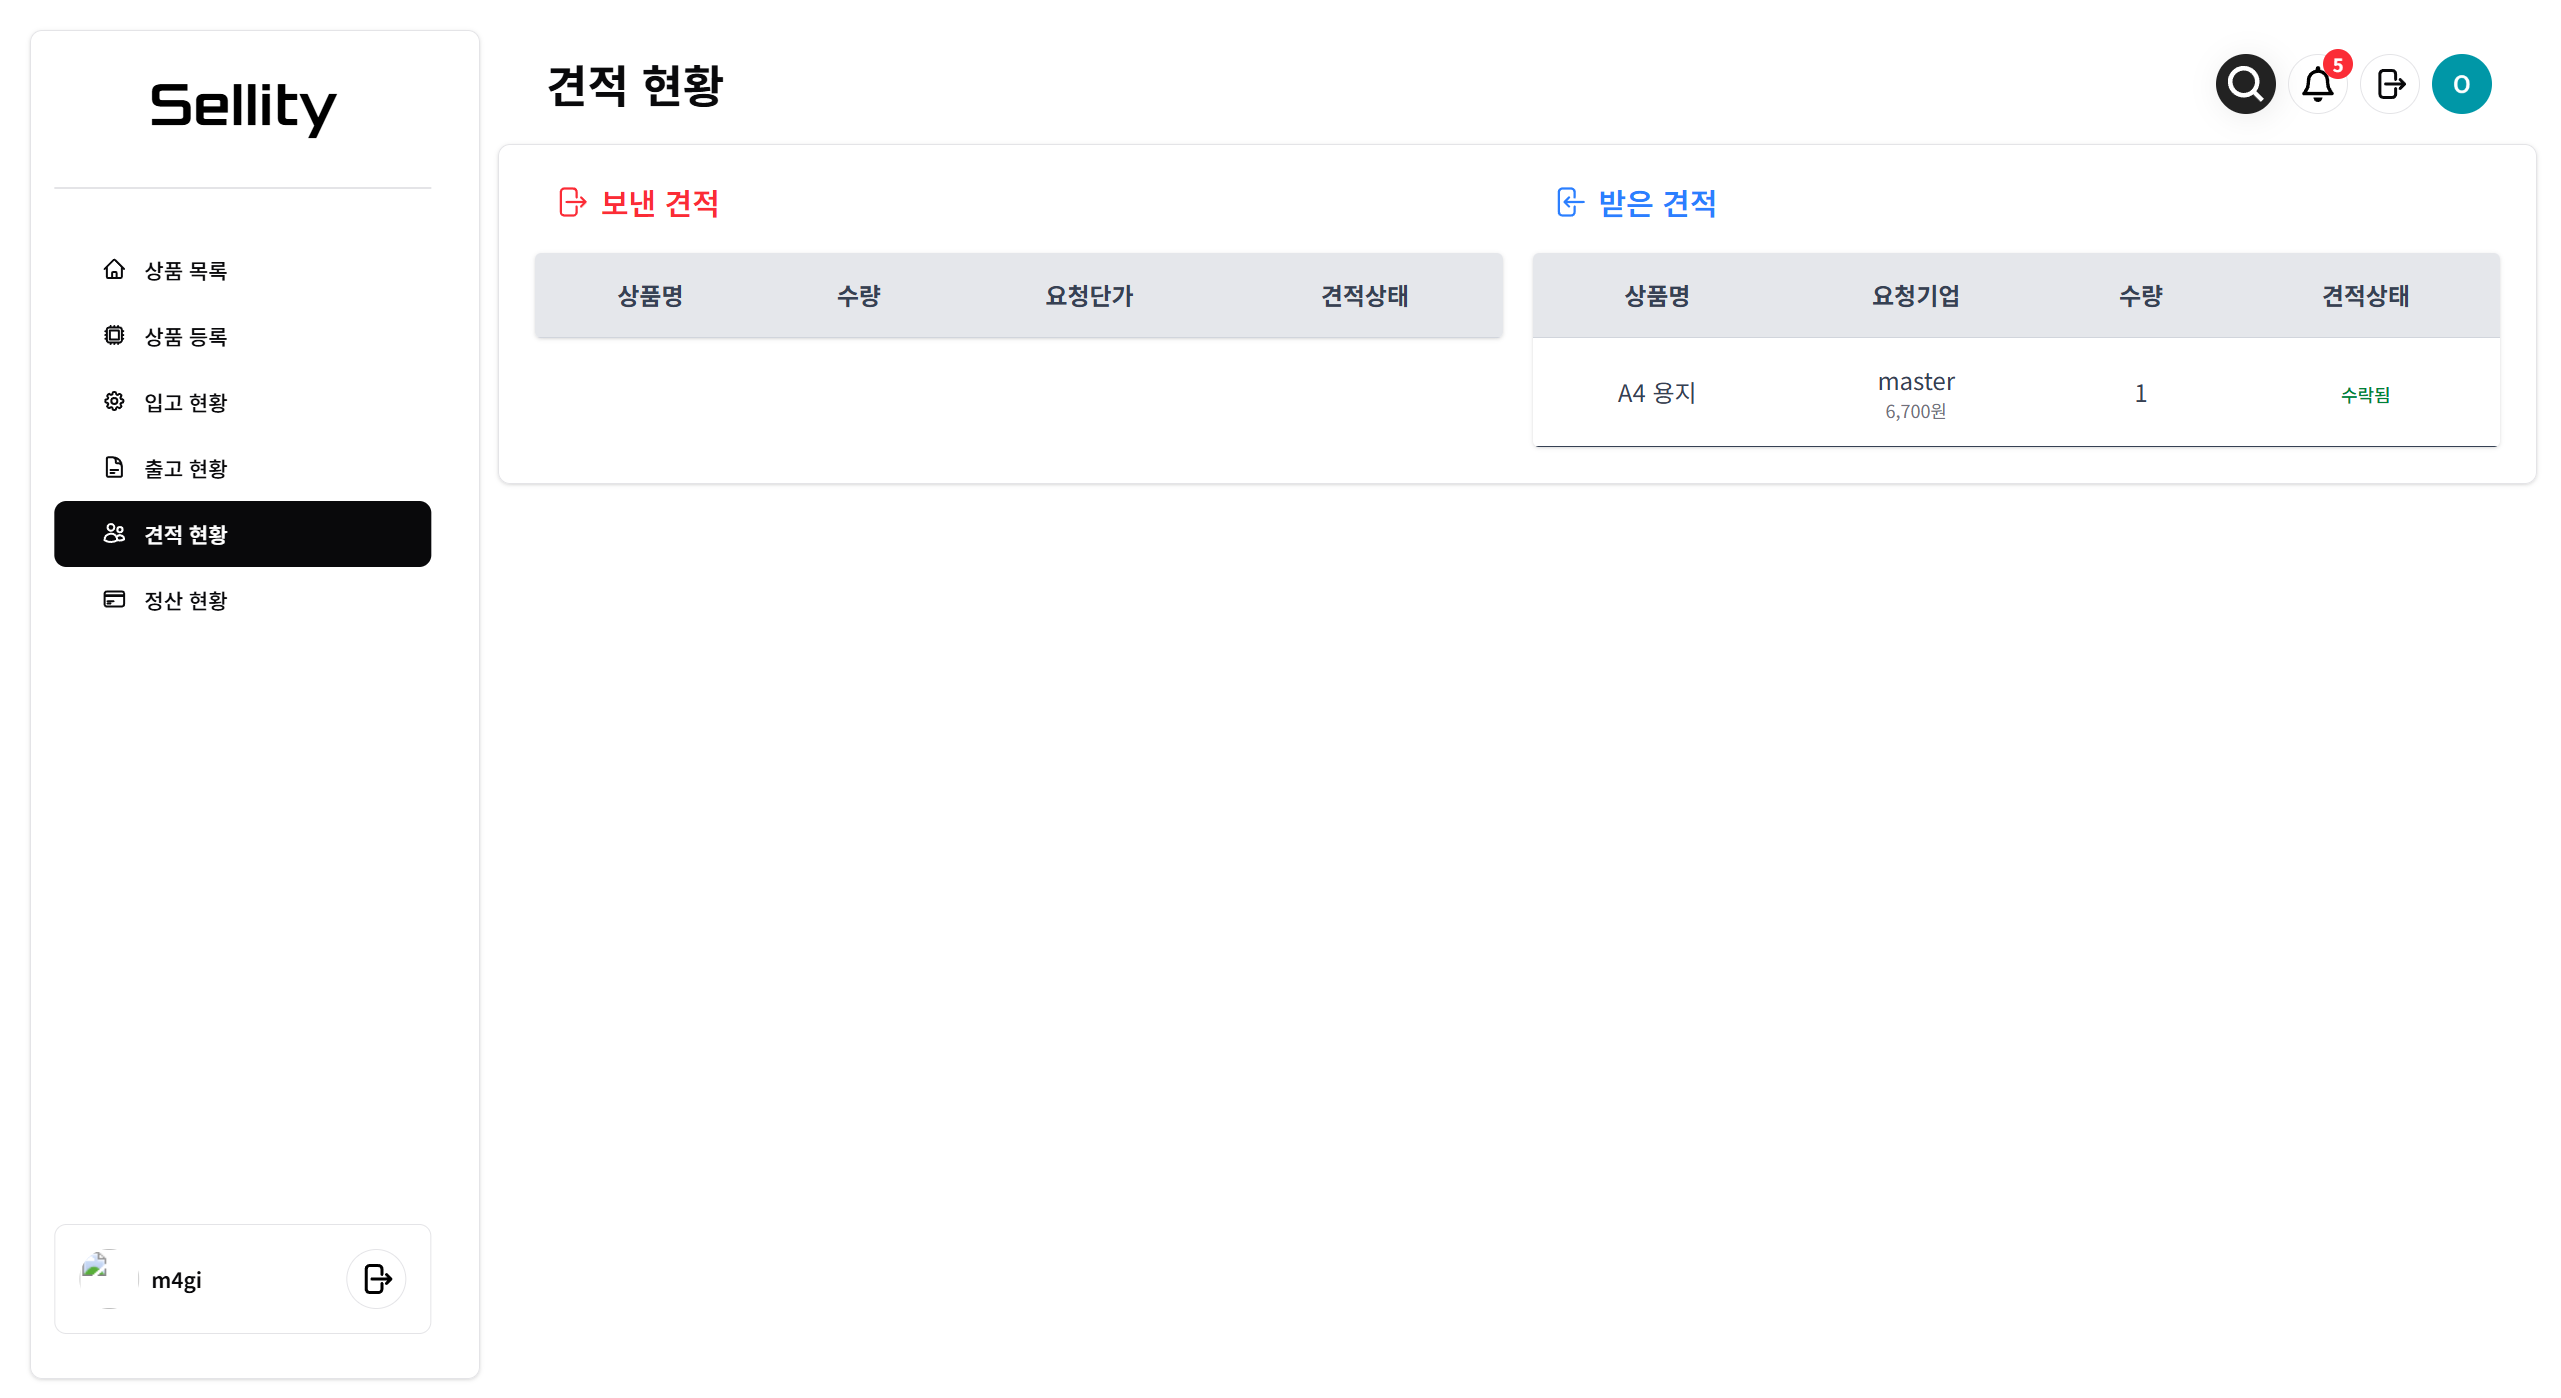 Sellity
상품 목록
상품 등록
입고 현황
출고 현황
견적 현황
정산 현황
m4gi
견적 현황
5
O
보낸 견적
상품명 수량 요청단가 견적상태
받은 견적
상품명 요청기업 수량 견적상태
A4 용지 master 1 수락됨
6,700원